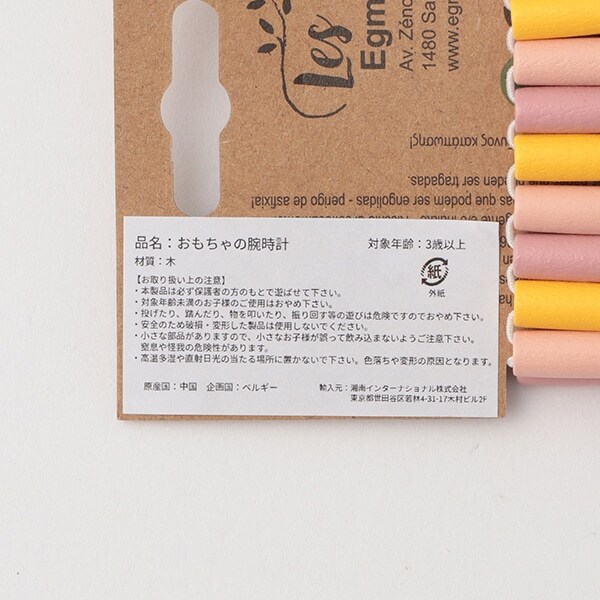 Les
Egm
Av. Zéno
1480 Sa
www.egm
ζυγος κατάπωσης!
eden ser tragadas.
as que podem ser engolidas - perigo de asfixia!
品名：おもちゃの腕時計 対象年齢：3歳以上
材質：木
紙
外紙
【お取り扱い上の注意】
・本製品は必ず保護者の方のもとで遊ばせて下さい。
・対象年齢未満のお子様のご使用はおやめ下さい。
・投げたり、踏んだり、物を叩いたり、振り回す等の遊びは危険ですのでおやめ下さい。
・安全のため破損・変形した製品は使用しないでください。
・小さな部品がありますので、小さなお子様が誤って飲み込まないようご注意下さい。
窒息や怪我の危険性があります。
・高温多湿や直射日光の当たる場所に置かないで下さい。色落ちや変形の原因となります。
原産国：中国 企画国：ベルギー 輸入元：湘南インターナショナル株式会社
東京都世田谷区若林4-31-17木村ビル2F